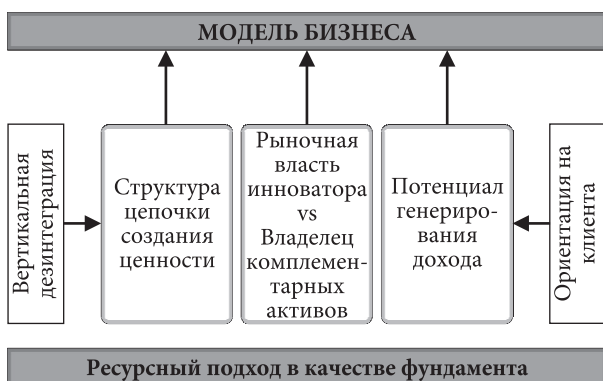 МОДЕЛЬ БИЗНЕСА
Вертикальная
дезинтеграция
Структура
цепочки
создания
ценности
Рыночная
власть
инноватора
vs
Владелец
комплемен-
тарных
активов
Потенциал
генериро-
вания
дохода
Ориентация на
клиента
Ресурсный подход в качестве фундамента